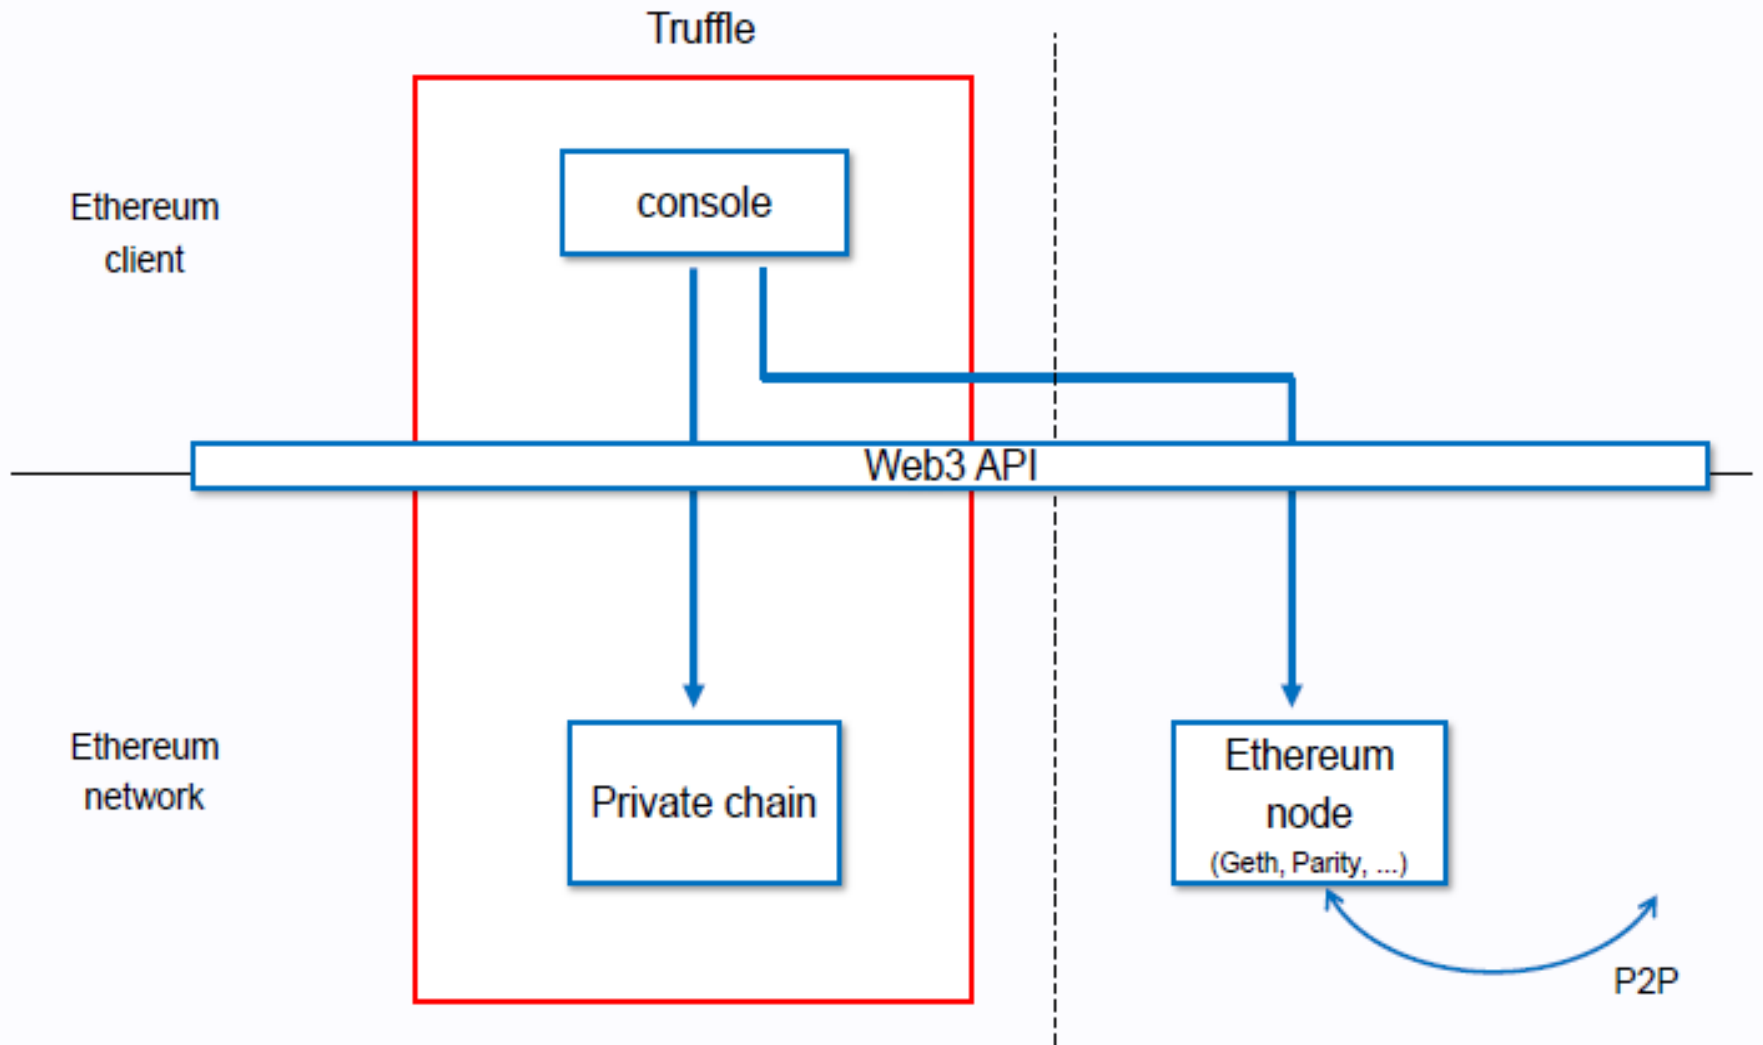 Truffle
console
Ethereum
client
Web3 API
Ethereum
network
Private chain
Ethereum
node
(Geth, Parity, ...)
P2P